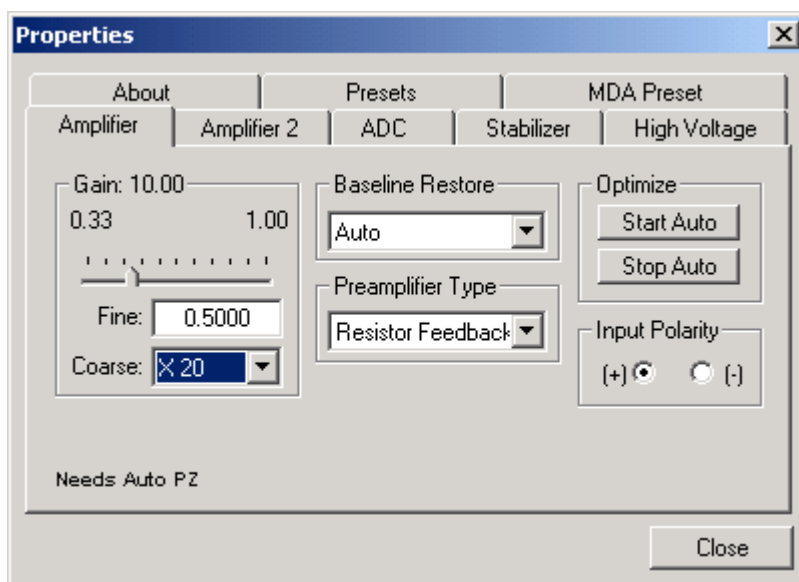 Properties
About
Presets
MDA Preset
Amplifier
Amplifier 2
ADC
Stabilizer
High Voltage
Gain: 10.00
0.33 1.00
Fine: 0.5000
Coarse: X 20
Baseline Restore
Auto
Preamplifier Type
Resistor Feedback
Optimize
Start Auto
Stop Auto
Input Polarity
(+) (-)
Needs Auto PZ
Close